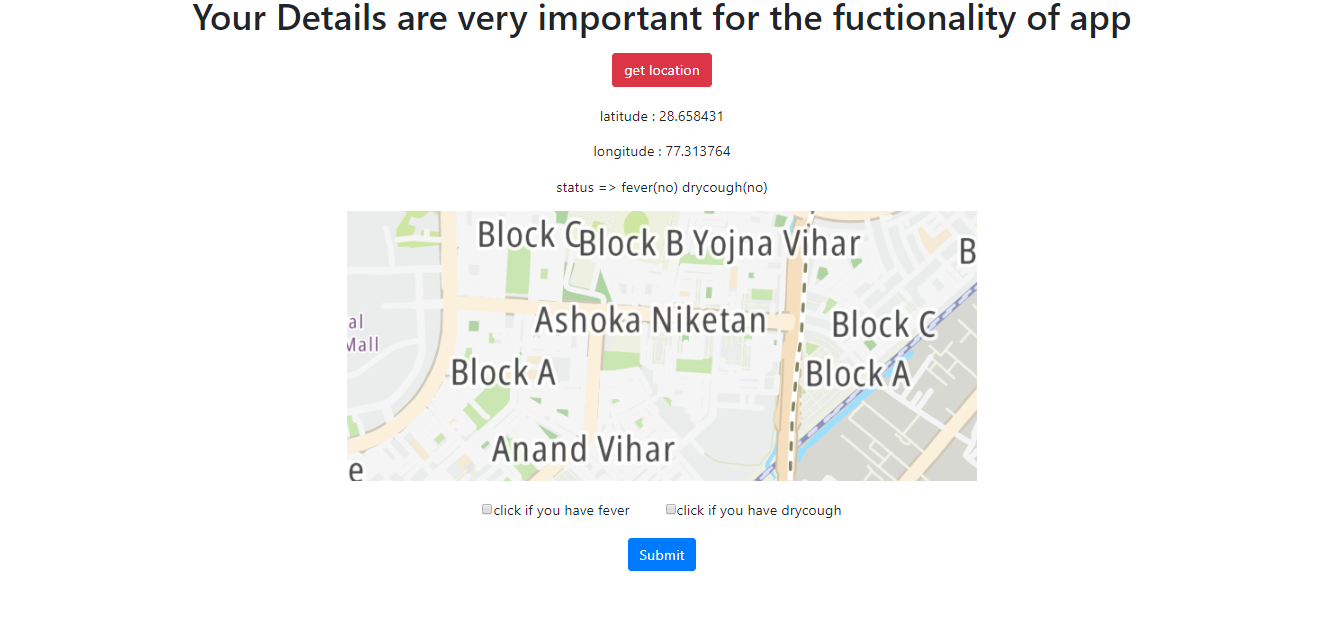 Your Details are very important for the fuctionality of app
get location
latitude : 28.658431
longitude : 77.313764
status => fever(no) drycough(no)
Block C
Block B Yojna Vihar
B
Ashoka Niketan
Block C
al
Mall
Block A
Block A
Anand Vihar
e
click if you have fever
click if you have drycough
Submit